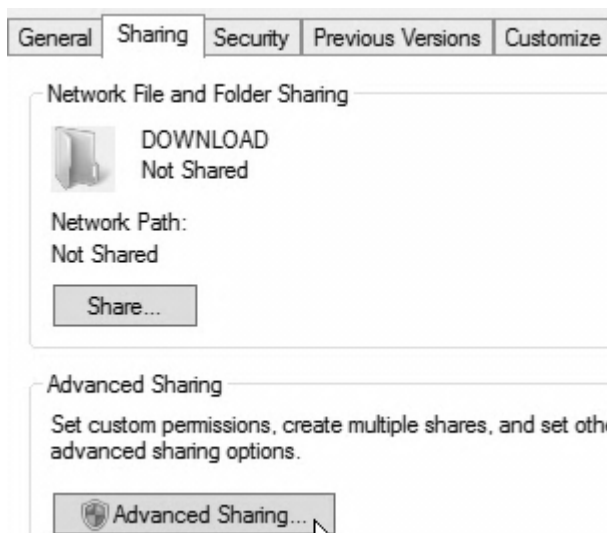 General Sharing Security Previous Versions Customize
Network File and Folder Sharing
DOWNLOAD
Not Shared
Network Path:
Not Shared
Share...
Advanced Sharing
Set custom permissions, create multiple shares, and set othe
advanced sharing options.
Advanced Sharing...